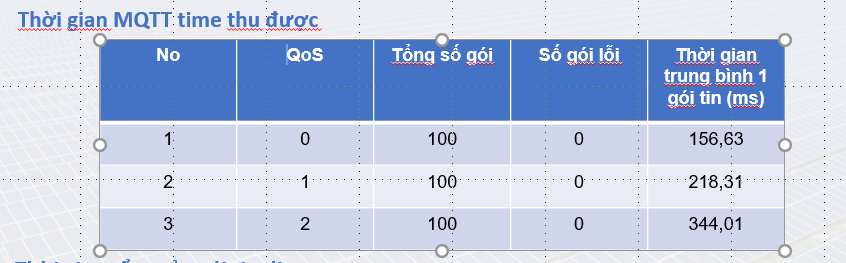 Thời gian MQTT time thu được
No QoS Tổng số gói Số gói lỗi Thời gian
trung bình 1
gói tin (ms)
1 0 100 0 156,63
2 1 100 0 218,31
3 2 100 0 344,01